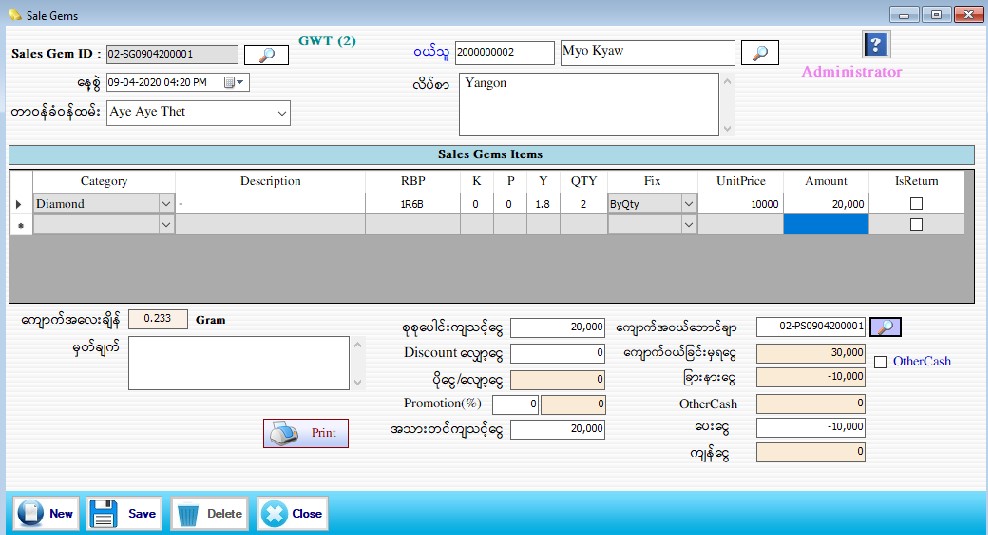 Sale Gems
Sales Gem ID : 02-SG0904200001
GWT (2)
ဝယ်သူ 2000000002 Myo Kyaw
Administrator
နေ့စွဲ 09-04-2020 04:20 PM
လိပ်စာ Yangon
တာဝန်ခံဝန်ထမ်း Aye Aye Thet
Sales Gems Items
Category Description RBP K P Y QTY Fix UnitPrice Amount IsReturn
Diamond - 1R6B 0 0 1.8 2 ByQty 10000 20,000
ကျောက်အလေးချိန် 0.233 Gram
မှတ်ချက်
စုစုပေါင်းကျသင့်ငွေ 20,000
Discount လျှော့ငွေ 0
ပိုငွေ/လျော့ငွေ 0
Promotion(%) 0 0
အသားတင်ကျသင့်ငွေ 20,000
ကျောက်အဝယ်ဘောင်ချာ 02-PS0904200001
ကျောက်ဝယ်ခြင်းမှရငွေ 30,000
OtherCash
ခြားနားငွေ -10,000
OtherCash 0
ပေးငွေ -10,000
ကျန်ငွေ 0
Print
New Save Delete Close